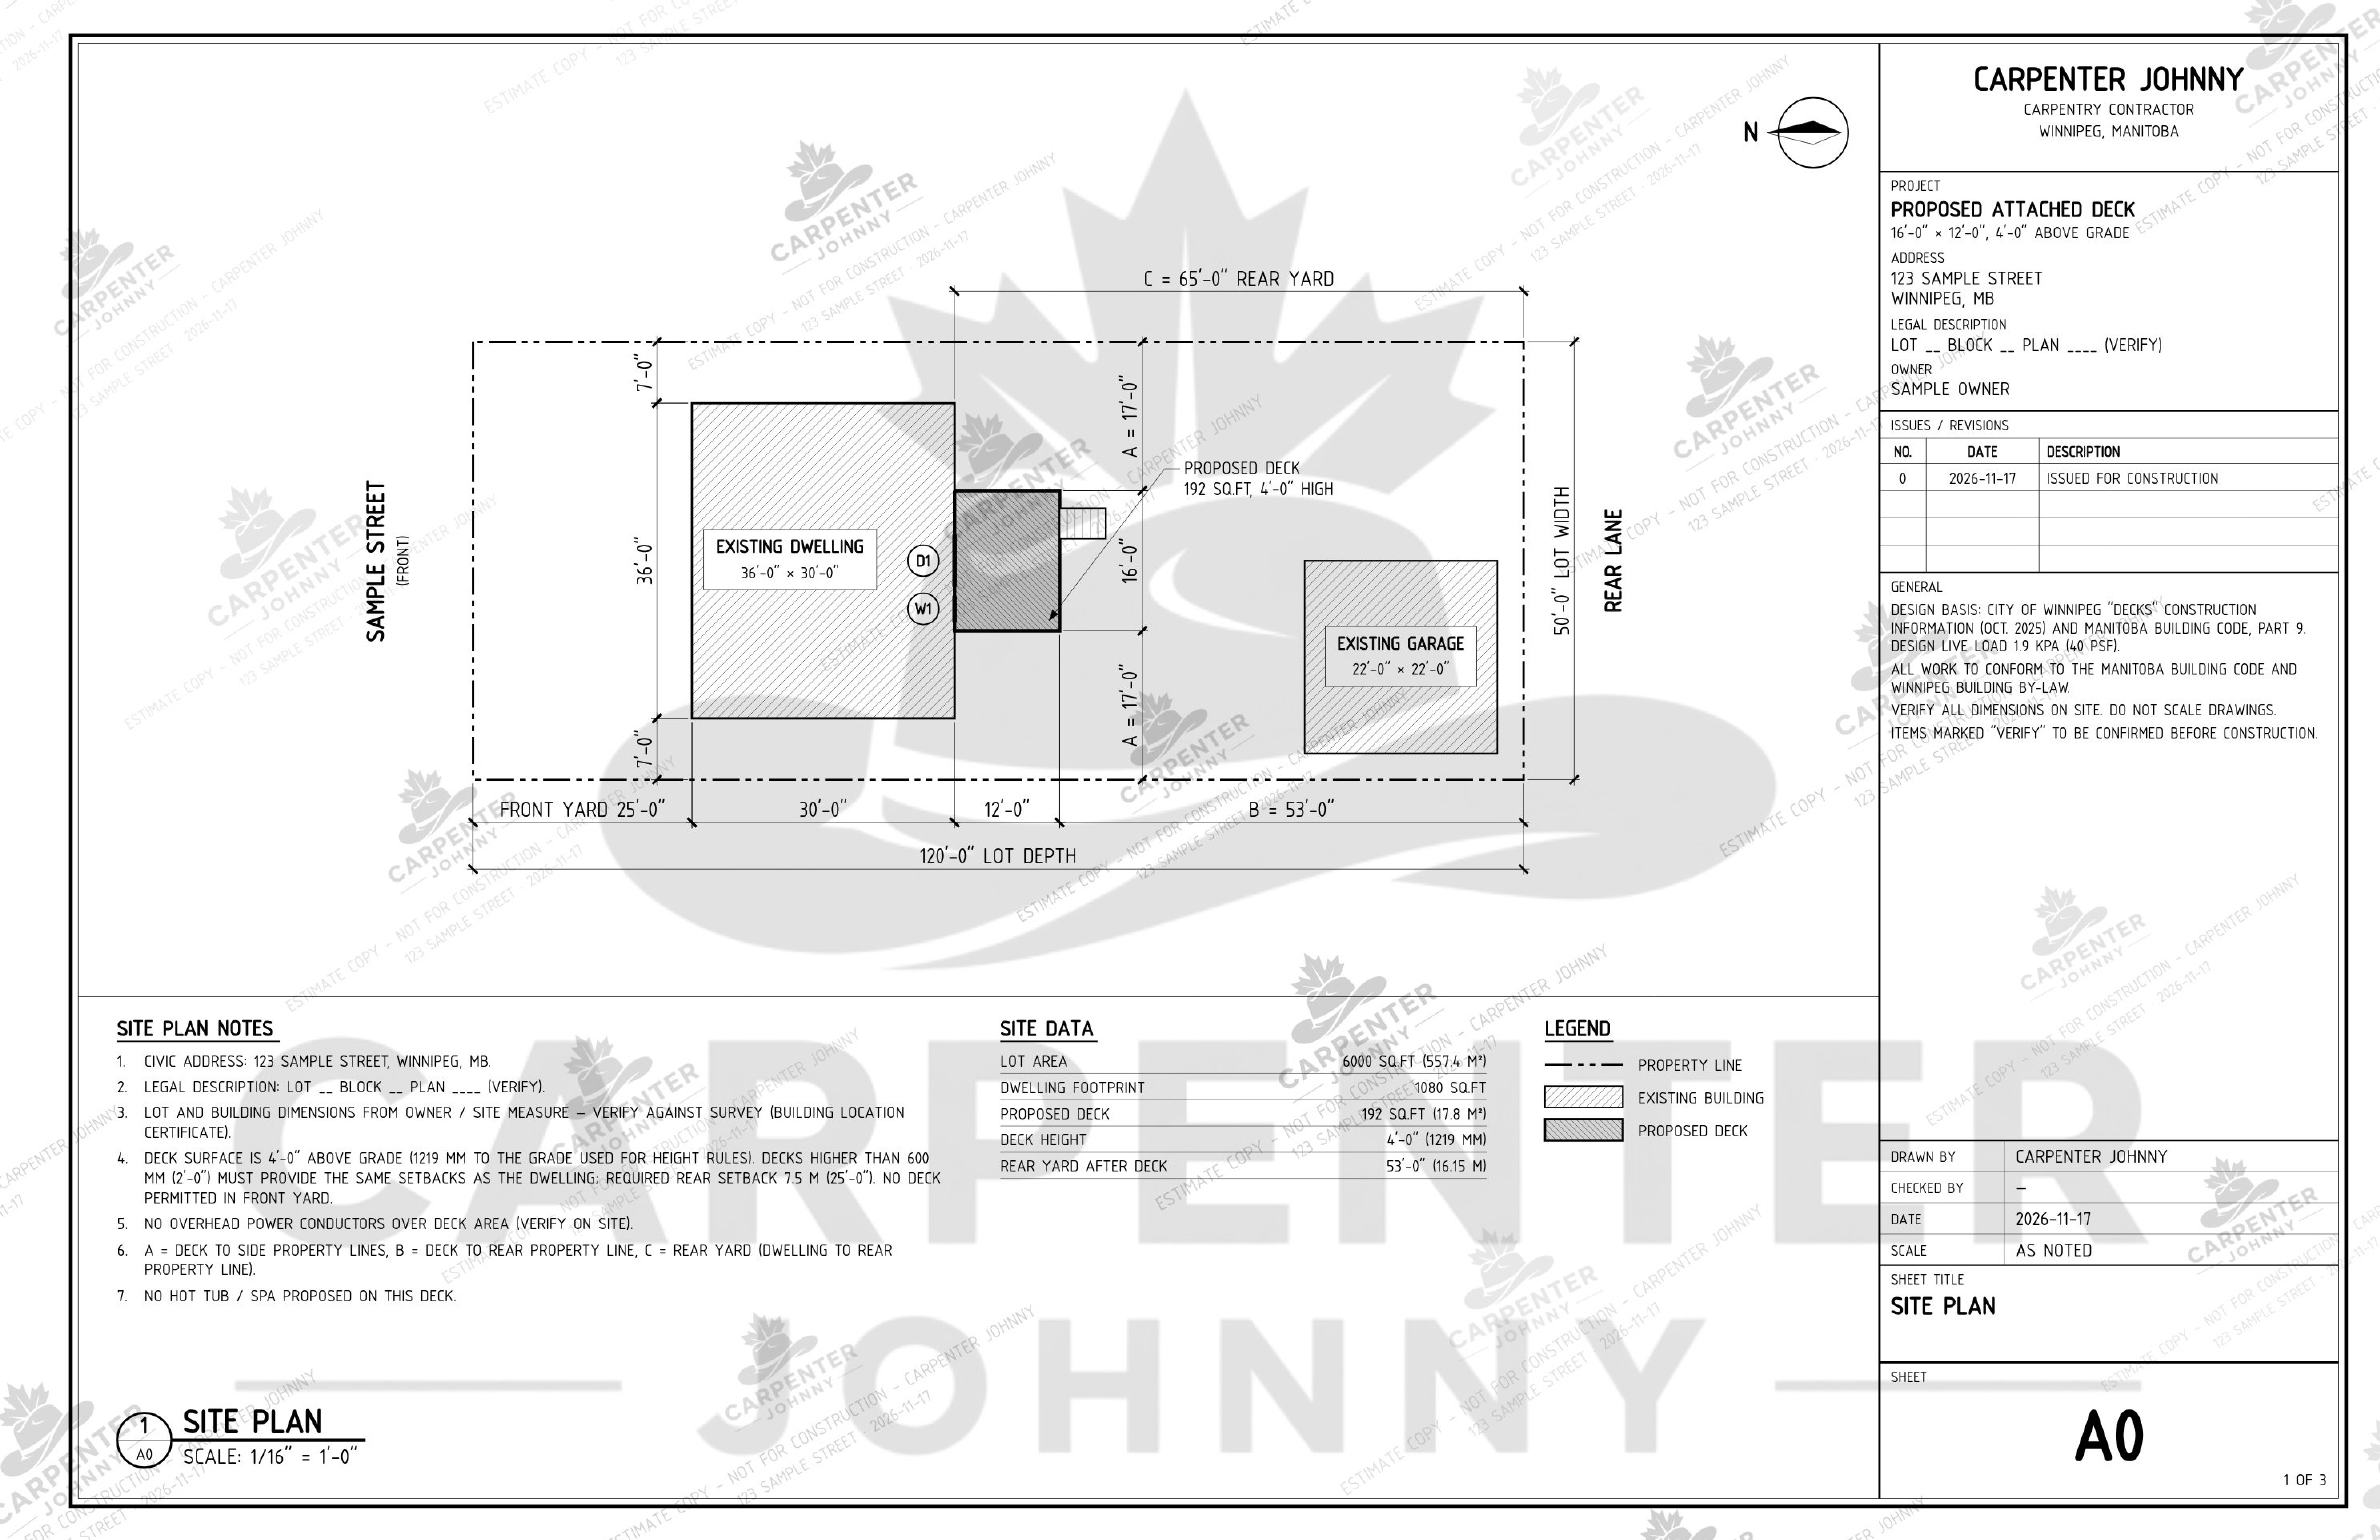 CARPENTER JOHNNY
CARPENTRY CONTRACTOR
WINNIPEG, MANITOBA
N
PROJECT
PROPOSED ATTACHED DECK
16'-0" × 12'-0", 4'-0" ABOVE GRADE
ADDRESS
123 SAMPLE STREET
WINNIPEG, MB
LEGAL DESCRIPTION
LOT __ BLOCK __ PLAN ____ (VERIFY)
OWNER
SAMPLE OWNER
ISSUES / REVISIONS
NO. DATE DESCRIPTION
0 2026-11-17 ISSUED FOR CONSTRUCTION
GENERAL
DESIGN BASIS: CITY OF WINNIPEG "DECKS" CONSTRUCTION
INFORMATION (OCT. 2025) AND MANITOBA BUILDING CODE, PART 9.
DESIGN LIVE LOAD 1.9 KPA (40 PSF).
ALL WORK TO CONFORM TO THE MANITOBA BUILDING CODE AND
WINNIPEG BUILDING BY-LAW.
VERIFY ALL DIMENSIONS ON SITE. DO NOT SCALE DRAWINGS.
ITEMS MARKED "VERIFY" TO BE CONFIRMED BEFORE CONSTRUCTION.
C = 65'-0" REAR YARD
7'-0"
A = 17'-0"
PROPOSED DECK
192 SQ.FT, 4'-0" HIGH
SAMPLE STREET
(FRONT)
36'-0"
EXISTING DWELLING
36'-0" × 30'-0"
D1
W1
16'-0"
EXISTING GARAGE
22'-0" × 22'-0"
50'-0" LOT WIDTH
REAR LANE
7'-0"
A = 17'-0"
FRONT YARD 25'-0"
30'-0"
12'-0"
B = 53'-0"
120'-0" LOT DEPTH
SITE PLAN NOTES
1. CIVIC ADDRESS: 123 SAMPLE STREET, WINNIPEG, MB.
2. LEGAL DESCRIPTION: LOT __ BLOCK __ PLAN ____ (VERIFY).
3. LOT AND BUILDING DIMENSIONS FROM OWNER / SITE MEASURE – VERIFY AGAINST SURVEY (BUILDING LOCATION
CERTIFICATE).
4. DECK SURFACE IS 4'-0" ABOVE GRADE (1219 MM TO THE GRADE USED FOR HEIGHT RULES). DECKS HIGHER THAN 600
MM (2'-0") MUST PROVIDE THE SAME SETBACKS AS THE DWELLING; REQUIRED REAR SETBACK 7.5 M (25'-0"). NO DECK
PERMITTED IN FRONT YARD.
5. NO OVERHEAD POWER CONDUCTORS OVER DECK AREA (VERIFY ON SITE).
6. A = DECK TO SIDE PROPERTY LINES, B = DECK TO REAR PROPERTY LINE, C = REAR YARD (DWELLING TO REAR
PROPERTY LINE).
7. NO HOT TUB / SPA PROPOSED ON THIS DECK.
SITE DATA
LOT AREA 6000 SQ.FT (557.4 M²)
DWELLING FOOTPRINT 1080 SQ.FT
PROPOSED DECK 192 SQ.FT (17.8 M²)
DECK HEIGHT 4'-0" (1219 MM)
REAR YARD AFTER DECK 53'-0" (16.15 M)
LEGEND
PROPERTY LINE
EXISTING BUILDING
PROPOSED DECK
1
A0
SITE PLAN
SCALE: 1/16" = 1'-0"
DRAWN BY CARPENTER JOHNNY
CHECKED BY –
DATE 2026-11-17
SCALE AS NOTED
SHEET TITLE
SITE PLAN
SHEET
A0
1 OF 3
CARPENTER
JOHNNY
ESTIMATE COPY - NOT FOR CONSTRUCTION - CARPENTER JOHNNY
123 SAMPLE STREET · 2026-11-17